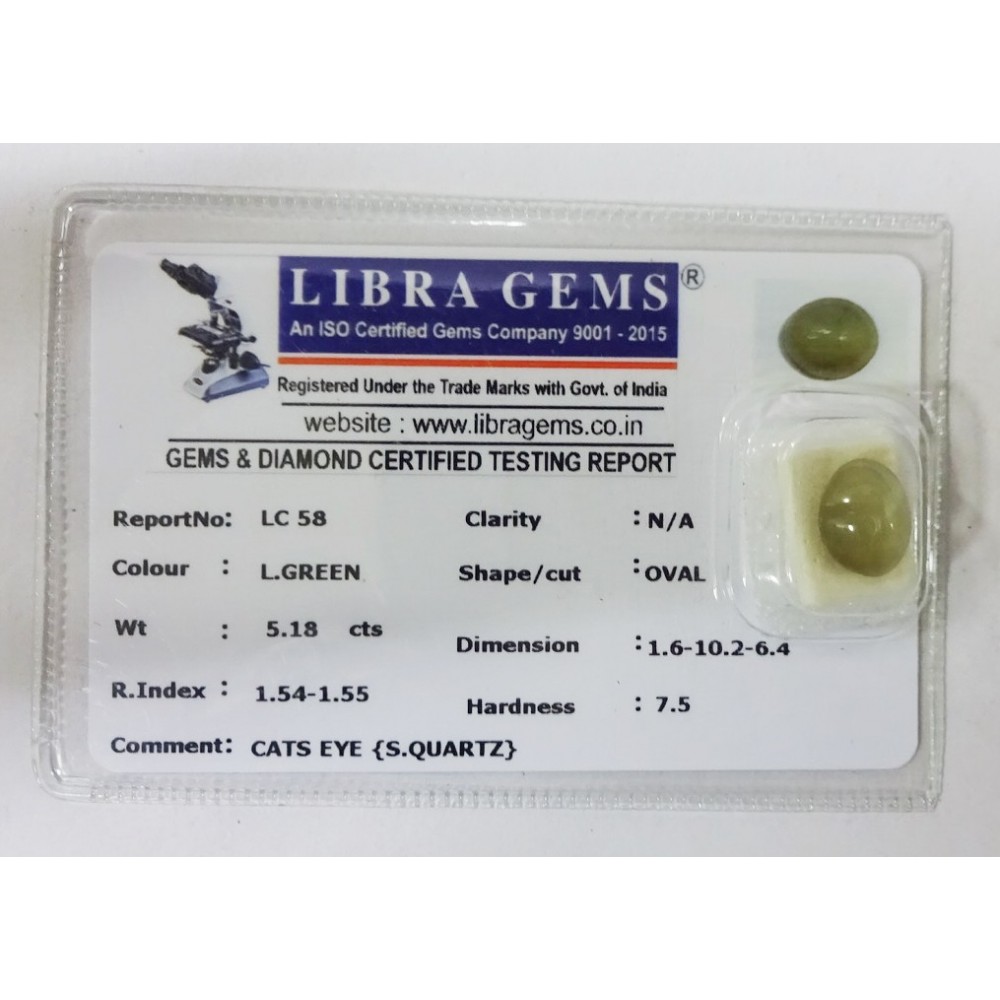 LIBRA GEMS®
An ISO Certified Gems Company 9001 - 2015
Registered Under the Trade Marks with Govt. of India
website : www.libragems.co.in
GEMS & DIAMOND CERTIFIED TESTING REPORT
ReportNo: LC 58 Clarity : N/A
Colour : L.GREEN Shape/cut : OVAL
Wt : 5.18 cts Dimension : 1.6-10.2-6.4
R.Index : 1.54-1.55 Hardness : 7.5
Comment: CATS EYE {S.QUARTZ}